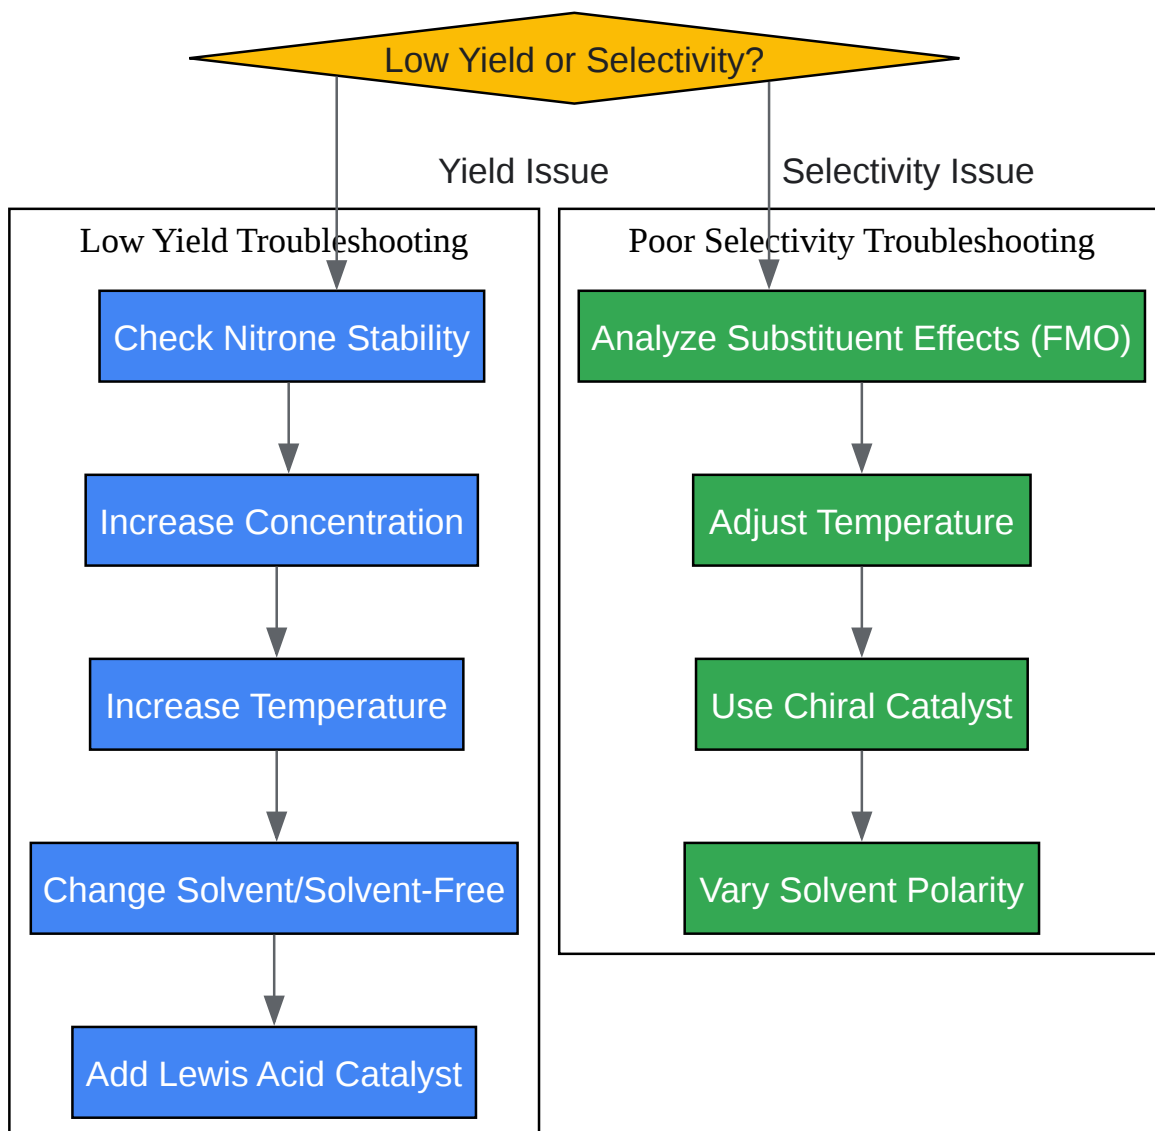 Low Yield or Selectivity?
Yield Issue
Selectivity Issue
Low Yield Troubleshooting
Check Nitrone Stability
Increase Concentration
Increase Temperature
Change Solvent/Solvent-Free
Add Lewis Acid Catalyst
Poor Selectivity Troubleshooting
Analyze Substituent Effects (FMO)
Adjust Temperature
Use Chiral Catalyst
Vary Solvent Polarity